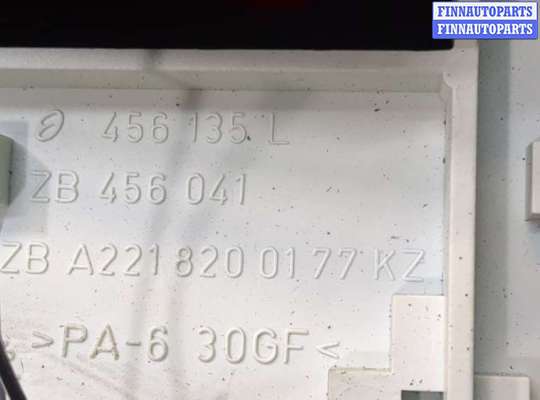 FINNAUTOPARTS
FINNAUTOPARTS
456 135 L
ZB 456 041
ZB A221 820 01 77 KZ
>PA-6 30GF<